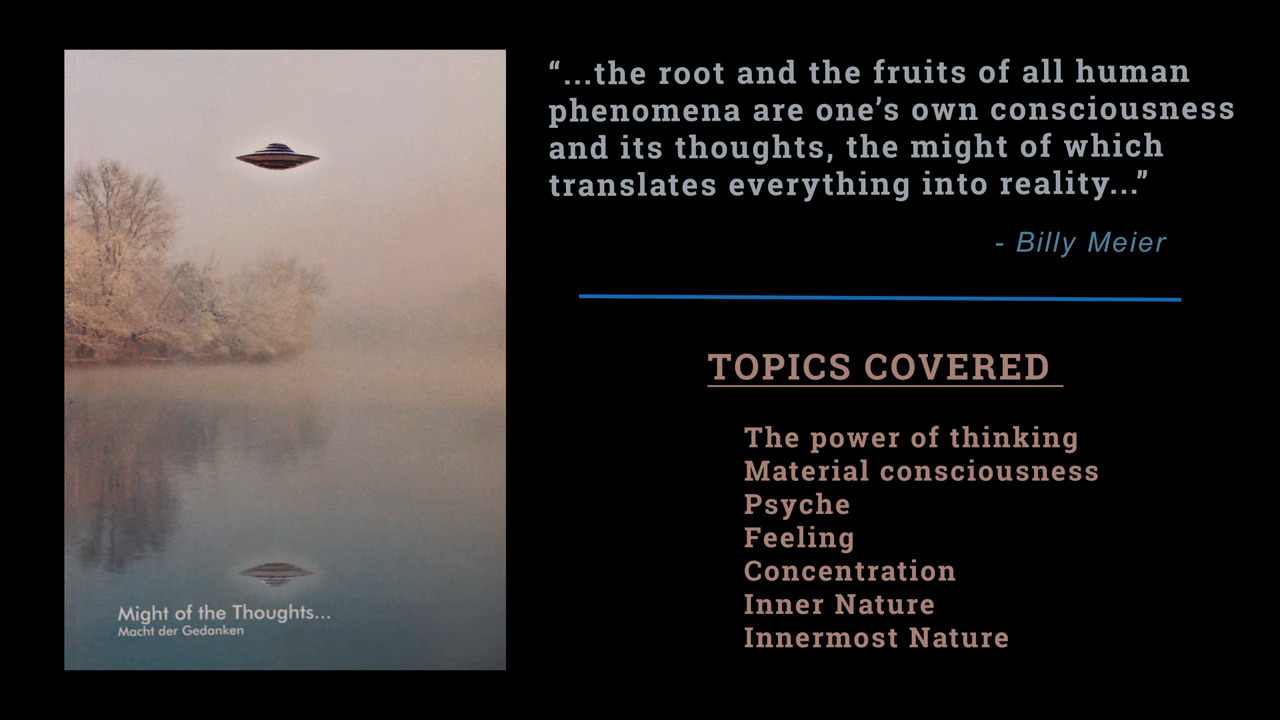 Might of the Thoughts...
Macht der Gedanken
“...the root and the fruits of all human
phenomena are one’s own consciousness
and its thoughts, the might of which
translates everything into reality...”
- Billy Meier
TOPICS COVERED
The power of thinking
Material consciousness
Psyche
Feeling
Concentration
Inner Nature
Innermost Nature